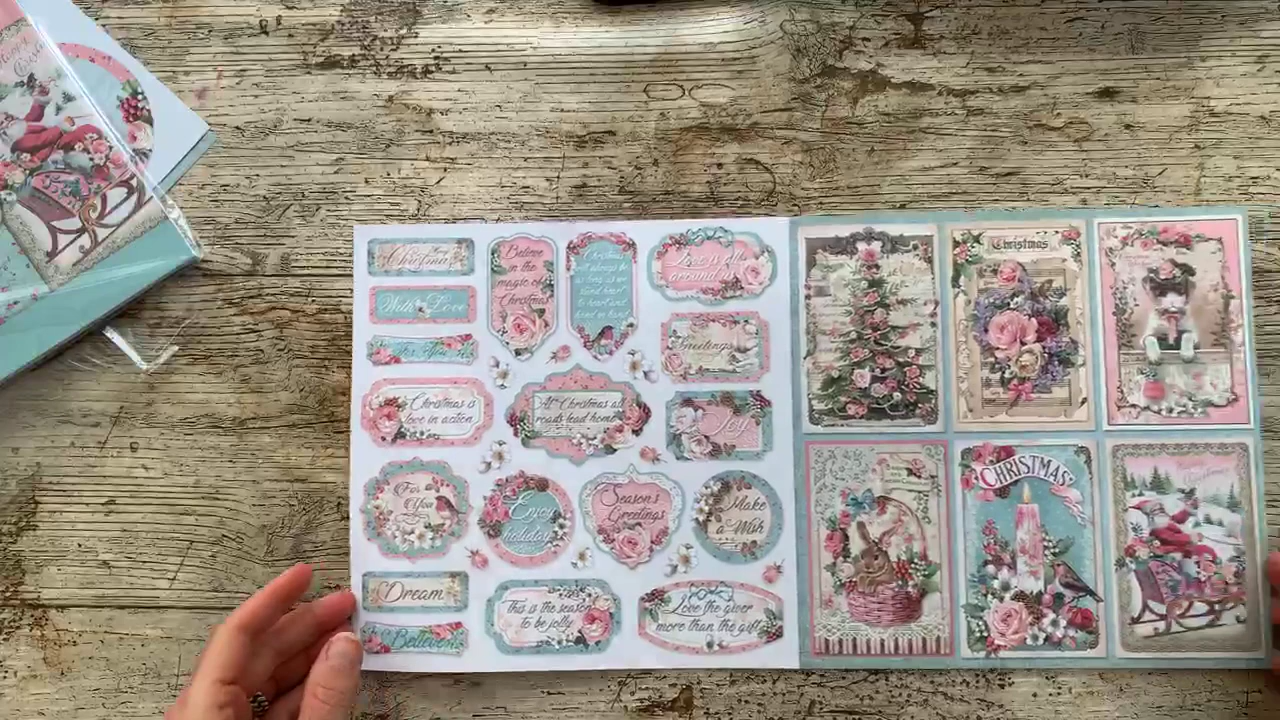 Happy
Christmas
Christmas
With Love
For You
Believe
in the
magic of
Christmas
Christmas
will always be
as long as we
stand heart
to heart and
hand in hand
Love is all
around us
Greetings
Christmas is
love in action
At Christmas all
roads lead home
Joy
For
You
Enjoy
holiday
Season's
Greetings
Make
a Wish
Dream
Believe
This is the season
to be jolly
Love the giver
more than the gift
Christmas
CHRISTMAS